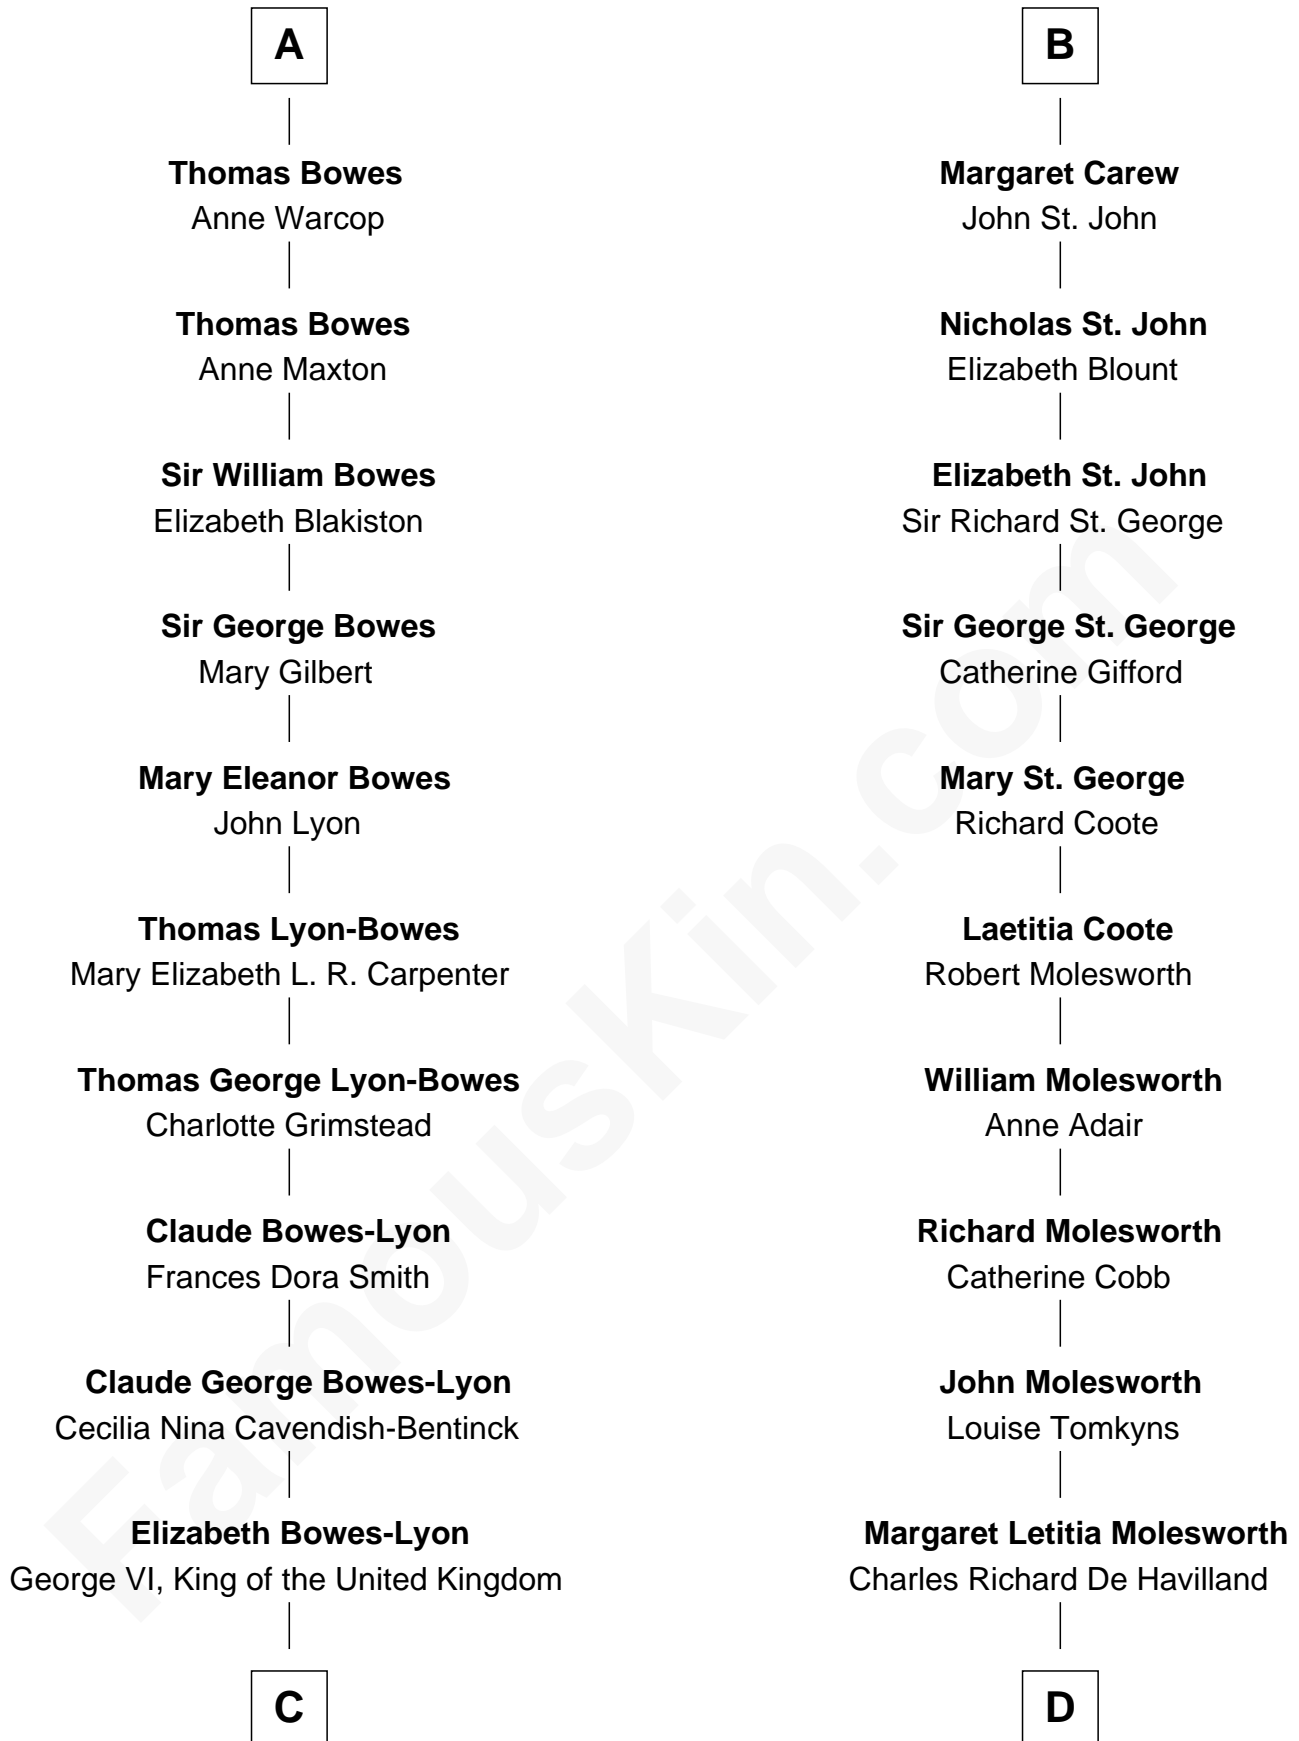 A
Thomas Bowes
Anne Warcop
Thomas Bowes
Anne Maxton
Sir William Bowes
Elizabeth Blakiston
Sir George Bowes
Mary Gilbert
Mary Eleanor Bowes
John Lyon
Thomas Lyon-Bowes
Mary Elizabeth L. R. Carpenter
Thomas George Lyon-Bowes
Charlotte Grimstead
Claude Bowes-Lyon
Frances Dora Smith
Claude George Bowes-Lyon
Cecilia Nina Cavendish-Bentinck
Elizabeth Bowes-Lyon
George VI, King of the United Kingdom
C
B
Margaret Carew
John St. John
Nicholas St. John
Elizabeth Blount
Elizabeth St. John
Sir Richard St. George
Sir George St. George
Catherine Gifford
Mary St. George
Richard Coote
Laetitia Coote
Robert Molesworth
William Molesworth
Anne Adair
Richard Molesworth
Catherine Cobb
John Molesworth
Louise Tomkyns
Margaret Letitia Molesworth
Charles Richard De Havilland
D
FamousKin.com